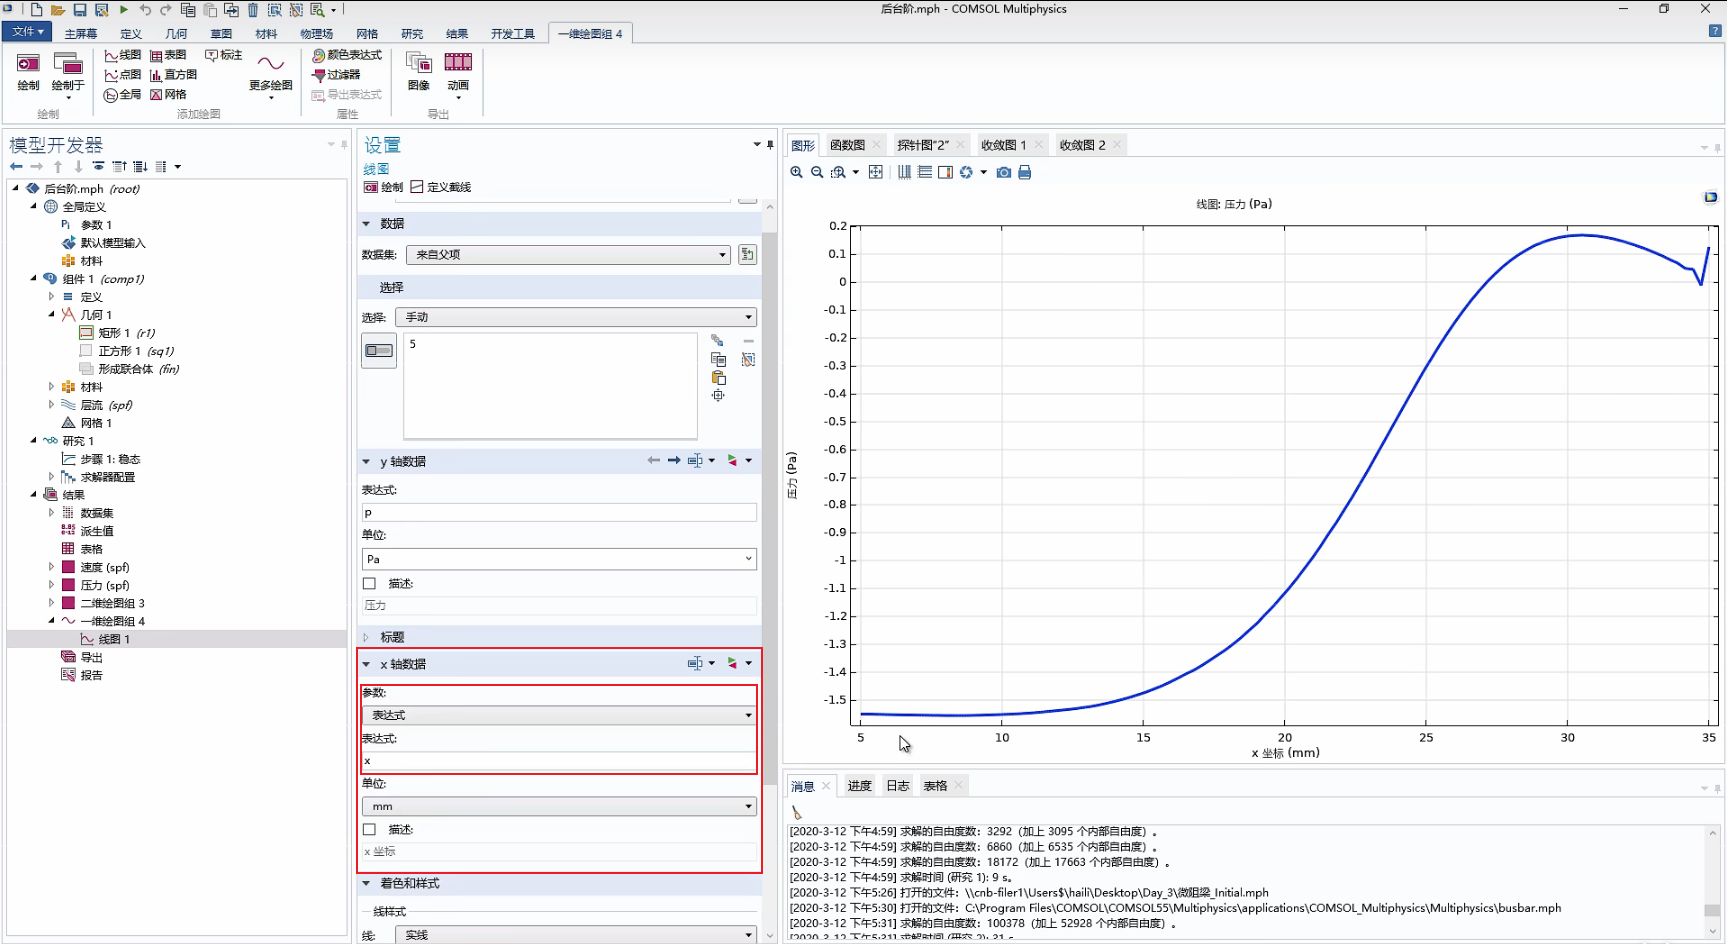 后台阶.mph - COMSOL Multiphysics
文件 主屏幕 定义 几何 草图 材料 物理场 网格 研究 结果 开发工具 一维绘图组 4
线图 表图 标注 颜色表达式
点图 直方图 过滤器
绘制 绘制于 更多绘图 图像 动画
全局 网格 导出表达式
绘制 添加绘图 属性 导出
模型开发器
后台阶.mph (root)
全局定义
Pi 参数 1
默认模型输入
材料
组件 1 (comp1)
定义
几何 1
矩形 1 (r1)
正方形 1 (sq1)
形成联合体 (fin)
材料
层流 (spf)
网格 1
研究 1
步骤 1: 稳态
求解器配置
结果
数据集
派生值
表格
速度 (spf)
压力 (spf)
二维绘图组 3
一维绘图组 4
线图 1
导出
报告
设置
线图
绘制 定义截线
数据
数据集: 来自父项
选择
选择: 手动
5
y 轴数据
表达式:
p
单位:
Pa
描述:
压力
标题
x 轴数据
参数:
表达式
表达式:
x
单位:
mm
描述:
x 坐标
着色和样式
线样式
线: 实线
图形 函数图 探针图"2" 收敛图 1 收敛图 2
线图: 压力 (Pa)
0.2
0.1
0
-0.1
-0.2
-0.3
-0.4
-0.5
-0.6
-0.7
-0.8
-0.9
-1
-1.1
-1.2
-1.3
-1.4
-1.5
压力 (Pa)
5 10 15 20 25 30 35
x 坐标 (mm)
消息 进度 日志 表格
[2020-3-12 下午4:59] 求解的自由度数：3292（加上 3095 个内部自由度）。
[2020-3-12 下午4:59] 求解的自由度数：6860（加上 6535 个内部自由度）。
[2020-3-12 下午4:59] 求解的自由度数：18172（加上 17663 个内部自由度）。
[2020-3-12 下午4:59] 求解时间 (研究 1): 9 s。
[2020-3-12 下午5:26] 打开的文件：\\cnb-filer1\Users$\haili\Desktop\Day_3\微阻梁_Initial.mph
[2020-3-12 下午5:30] 打开的文件：C:\Program Files\COMSOL\COMSOL55\Multiphysics\applications\COMSOL_Multiphysics\Multiphysics\busbar.mph
[2020-3-12 下午5:31] 求解的自由度数：100378（加上 52928 个内部自由度）。
[2020-3-12 下午5:31] 求解时间 (研究 2): 31 s